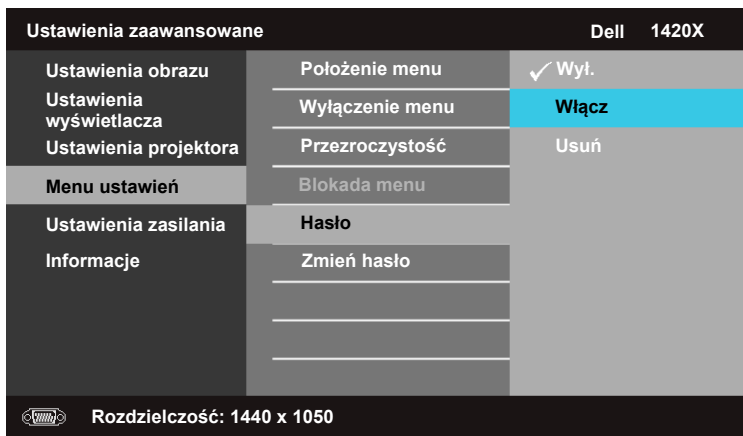 Ustawienia zaawansowane
Dell 1420X
Ustawienia obrazu
Ustawienia
wyświetlacza
Ustawienia projektora
Menu ustawień
Ustawienia zasilania
Informacje
Położenie menu
Wyłączenie menu
Przezroczystość
Blokada menu
Hasło
Zmień hasło
Wył.
Włącz
Usuń
Rozdzielczość: 1440 x 1050